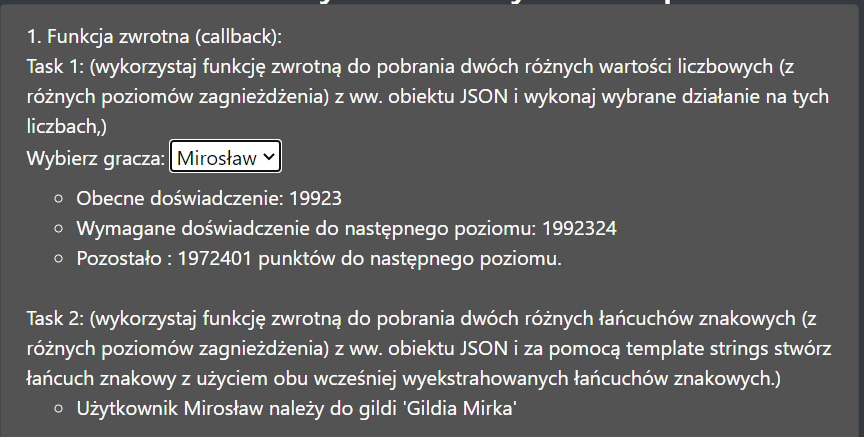 1. Funkcja zwrotna (callback):
Task 1: (wykorzystaj funkcję zwrotną do pobrania dwóch różnych wartości liczbowych (z
różnych poziomów zagnieżdżenia) z ww. obiektu JSON i wykonaj wybrane działanie na tych
liczbach,)
Wybierz gracza: Mirosław
Obecne doświadczenie: 19923
Wymagane doświadczenie do następnego poziomu: 1992324
Pozostało : 1972401 punktów do następnego poziomu.
Task 2: (wykorzystaj funkcję zwrotną do pobrania dwóch różnych łańcuchów znakowych (z
różnych poziomów zagnieżdżenia) z ww. obiektu JSON i za pomocą template strings stwórz
łańcuch znakowy z użyciem obu wcześniej wyekstrahowanych łańcuchów znakowych.)
Użytkownik Mirosław należy do gildi 'Gildia Mirka'